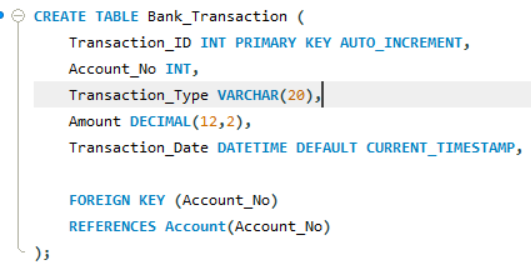 CREATE TABLE Bank_Transaction (
Transaction_ID INT PRIMARY KEY AUTO_INCREMENT,
Account_No INT,
Transaction_Type VARCHAR(20),
Amount DECIMAL(12,2),
Transaction_Date DATETIME DEFAULT CURRENT_TIMESTAMP,
FOREIGN KEY (Account_No)
REFERENCES Account(Account_No)
);